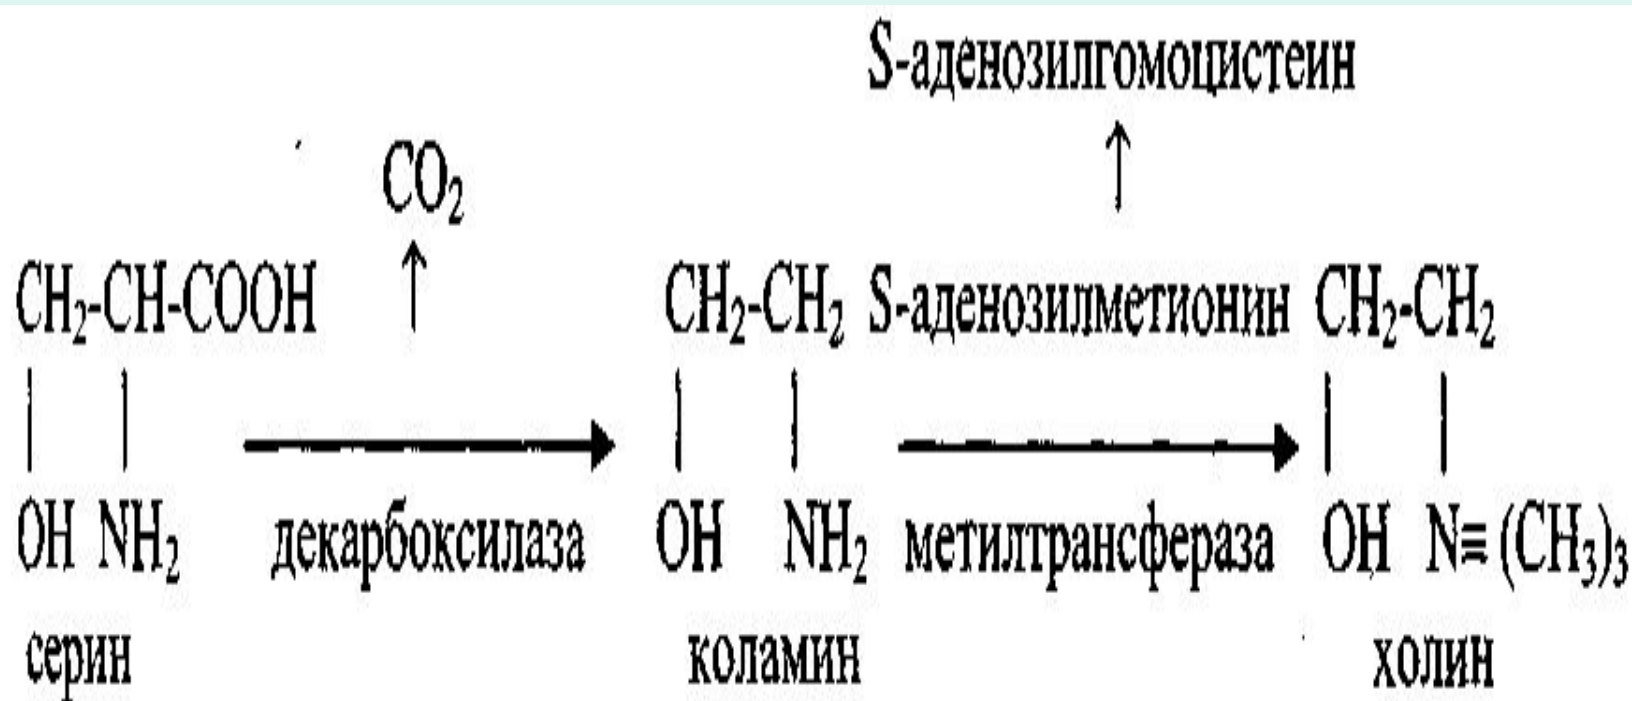 S-аденозилгомоцистеин
CO₂
CH₂-CH-COOH CH₂-CH₂ S-аденозилметионин CH₂-CH₂
OH NH₂ декарбоксилаза OH NH₂ метилтрансфераза OH N≡(CH₃)₃
серин коламин холин